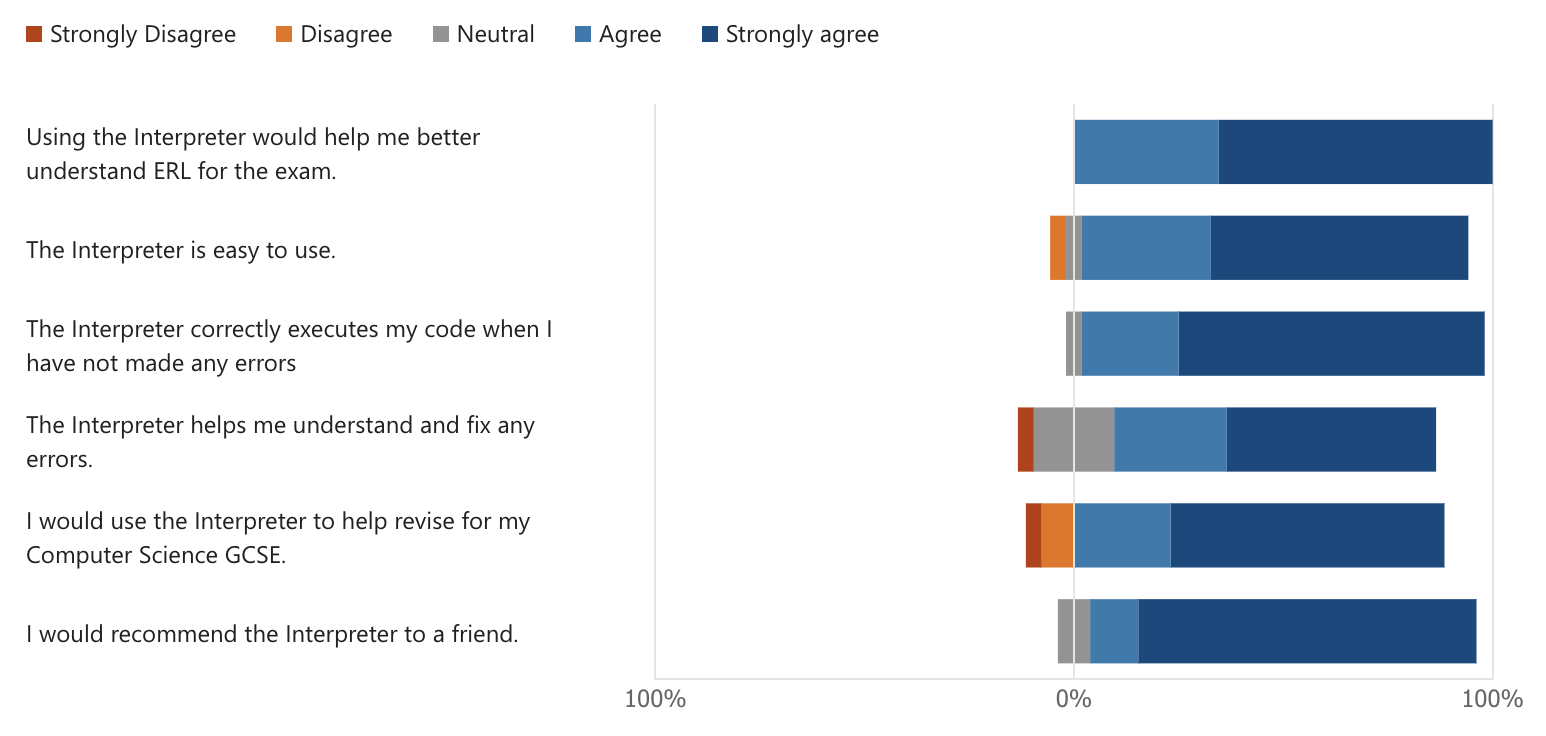 Strongly Disagree Disagree Neutral Agree Strongly agree
Using the Interpreter would help me better
understand ERL for the exam.
The Interpreter is easy to use.
The Interpreter correctly executes my code when I
have not made any errors
The Interpreter helps me understand and fix any
errors.
I would use the Interpreter to help revise for my
Computer Science GCSE.
I would recommend the Interpreter to a friend.
100% 0% 100%